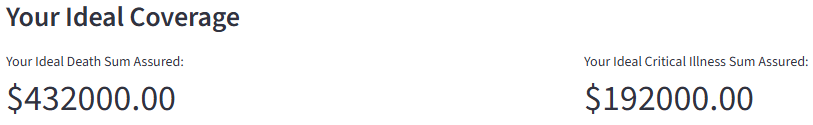 Your Ideal Coverage
Your Ideal Death Sum Assured:
$432000.00
Your Ideal Critical Illness Sum Assured:
$192000.00